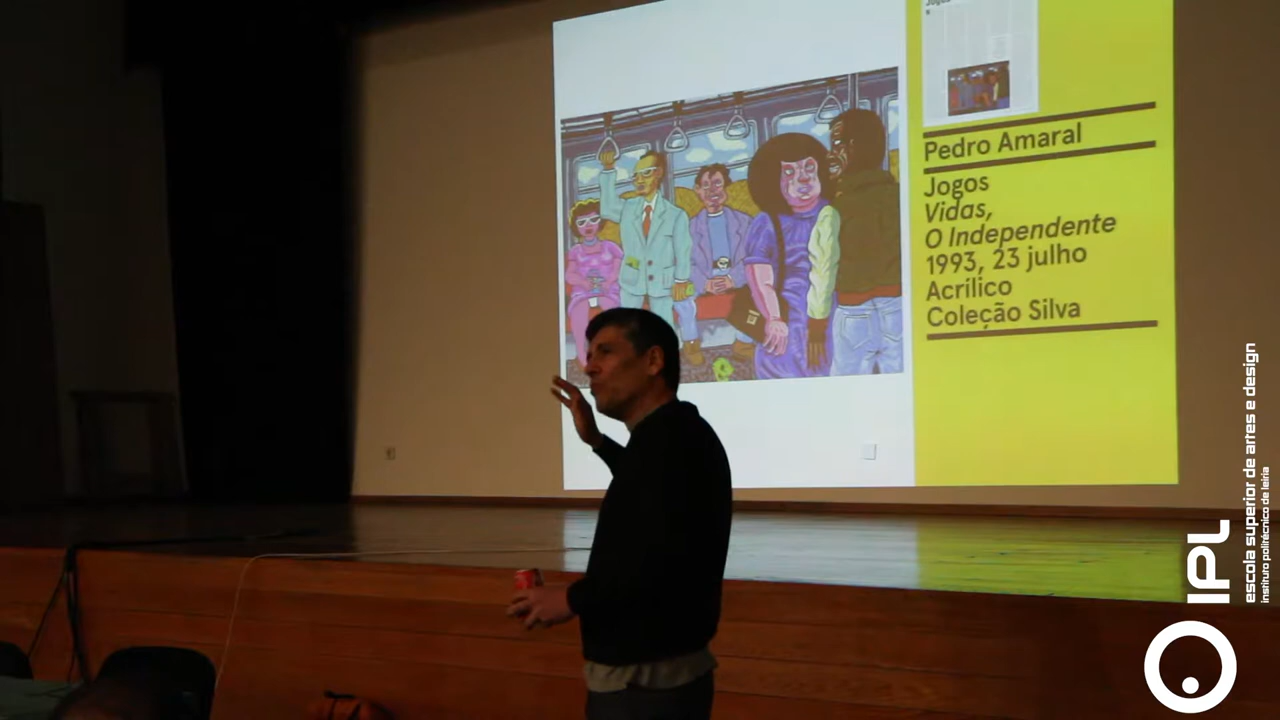 Jogos
Pedro Amaral
Jogos
Vidas,
O Independente
1993, 23 julho
Acrílico
Coleção Silva
IPL
escola superior de artes e design
instituto politécnico de leiria